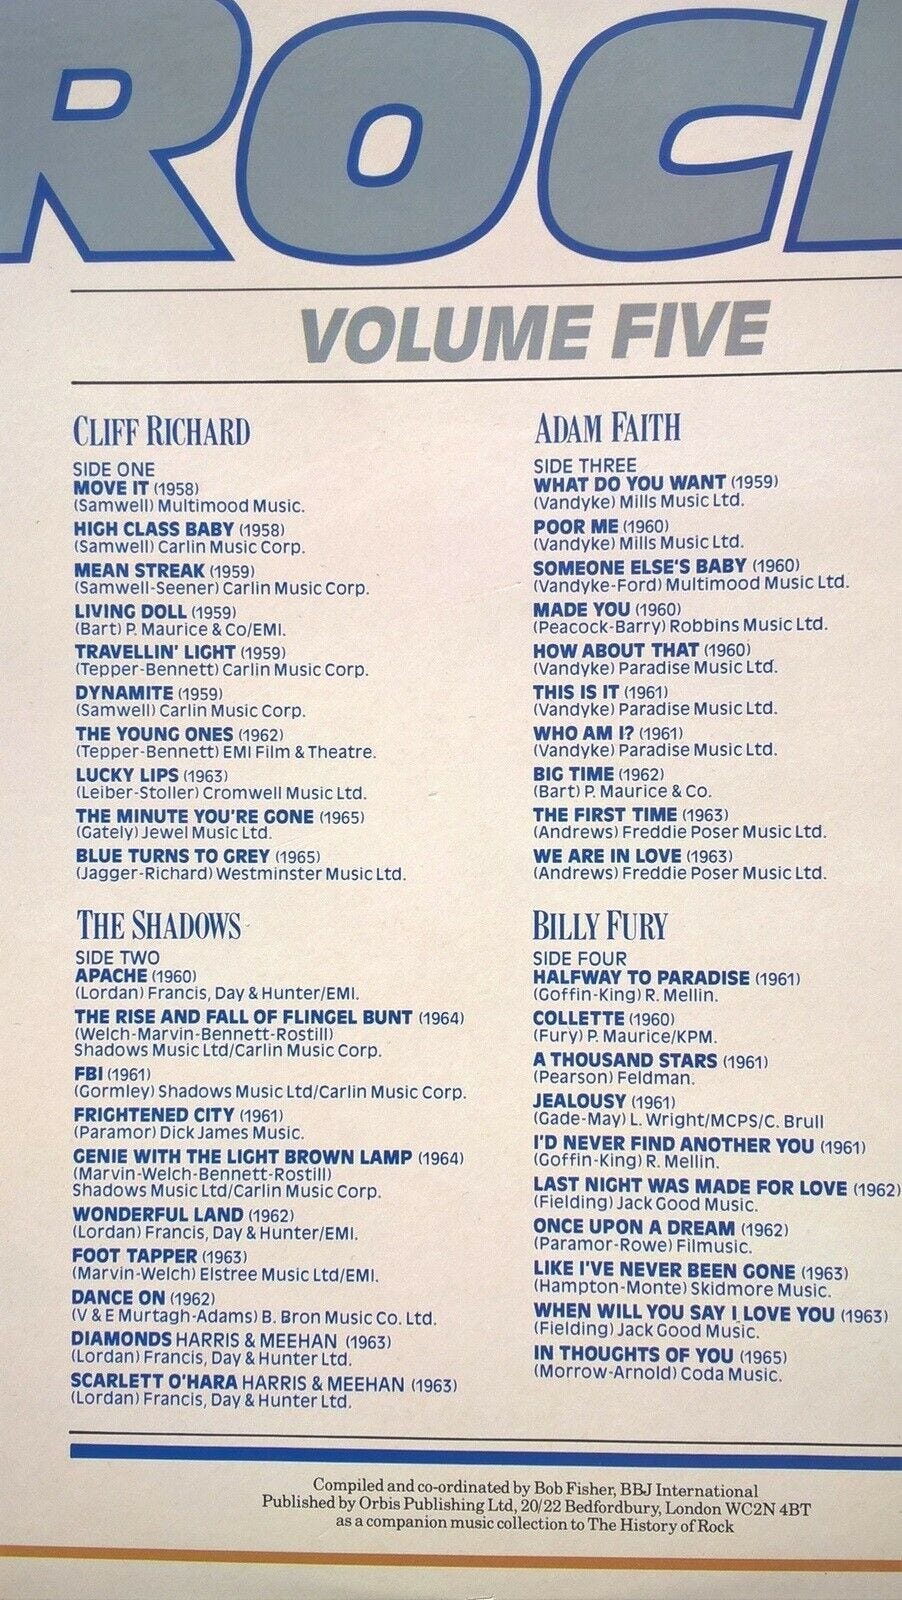 ROCK
VOLUME FIVE
CLIFF RICHARD
SIDE ONE
MOVE IT (1958)
(Samwell) Multimood Music.
HIGH CLASS BABY (1958)
(Samwell) Carlin Music Corp.
MEAN STREAK (1959)
(Samwell-Seener) Carlin Music Corp.
LIVING DOLL (1959)
(Bart) P. Maurice & Co/EMI.
TRAVELLIN' LIGHT (1959)
(Tepper-Bennett) Carlin Music Corp.
DYNAMITE (1959)
(Samwell) Carlin Music Corp.
THE YOUNG ONES (1962)
(Tepper-Bennett) EMI Film & Theatre.
LUCKY LIPS (1963)
(Leiber-Stoller) Cromwell Music Ltd.
THE MINUTE YOU'RE GONE (1965)
(Gately) Jewel Music Ltd.
BLUE TURNS TO GREY (1965)
(Jagger-Richard) Westminster Music Ltd.
THE SHADOWS
SIDE TWO
APACHE (1960)
(Lordan) Francis, Day & Hunter/EMI.
THE RISE AND FALL OF FLINGEL BUNT (1964)
(Welch-Marvin-Bennett-Rostill)
Shadows Music Ltd/Carlin Music Corp.
FBI (1961)
(Gormley) Shadows Music Ltd/Carlin Music Corp.
FRIGHTENED CITY (1961)
(Paramor) Dick James Music.
GENIE WITH THE LIGHT BROWN LAMP (1964)
(Marvin-Welch-Bennett-Rostill)
Shadows Music Ltd/Carlin Music Corp.
WONDERFUL LAND (1962)
(Lordan) Francis, Day & Hunter/EMI.
FOOT TAPPER (1963)
(Marvin-Welch) Elstree Music Ltd/EMI.
DANCE ON (1962)
(V & E Murtagh-Adams) B. Bron Music Co. Ltd.
DIAMONDS HARRIS & MEEHAN (1963)
(Lordan) Francis, Day & Hunter Ltd.
SCARLETT O'HARA HARRIS & MEEHAN (1963)
(Lordan) Francis, Day & Hunter Ltd.
ADAM FAITH
SIDE THREE
WHAT DO YOU WANT (1959)
(Vandyke) Mills Music Ltd.
POOR ME (1960)
(Vandyke) Mills Music Ltd.
SOMEONE ELSE'S BABY (1960)
(Vandyke-Ford) Multimood Music Ltd.
MADE YOU (1960)
(Peacock-Barry) Robbins Music Ltd.
HOW ABOUT THAT (1960)
(Vandyke) Paradise Music Ltd.
THIS IS IT (1961)
(Vandyke) Paradise Music Ltd.
WHO AM I? (1961)
(Vandyke) Paradise Music Ltd.
BIG TIME (1962)
(Bart) P. Maurice & Co.
THE FIRST TIME (1963)
(Andrews) Freddie Poser Music Ltd.
WE ARE IN LOVE (1963)
(Andrews) Freddie Poser Music Ltd.
BILLY FURY
SIDE FOUR
HALFWAY TO PARADISE (1961)
(Goffin-King) R. Mellin.
COLLETTE (1960)
(Fury) P. Maurice/KPM.
A THOUSAND STARS (1961)
(Pearson) Feldman.
JEALOUSY (1961)
(Gade-May) L. Wright/MCPS/C. Brull
I'D NEVER FIND ANOTHER YOU (1961)
(Goffin-King) R. Mellin.
LAST NIGHT WAS MADE FOR LOVE (1962)
(Fielding) Jack Good Music.
ONCE UPON A DREAM (1962)
(Paramor-Rowe) Filmusic.
LIKE I'VE NEVER BEEN GONE (1963)
(Hampton-Monte) Skidmore Music.
WHEN WILL YOU SAY I LOVE YOU (1963)
(Fielding) Jack Good Music.
IN THOUGHTS OF YOU (1965)
(Morrow-Arnold) Coda Music.
Compiled and co-ordinated by Bob Fisher, BBJ International
Published by Orbis Publishing Ltd, 20/22 Bedfordbury, London WC2N 4BT
as a companion music collection to The History of Rock